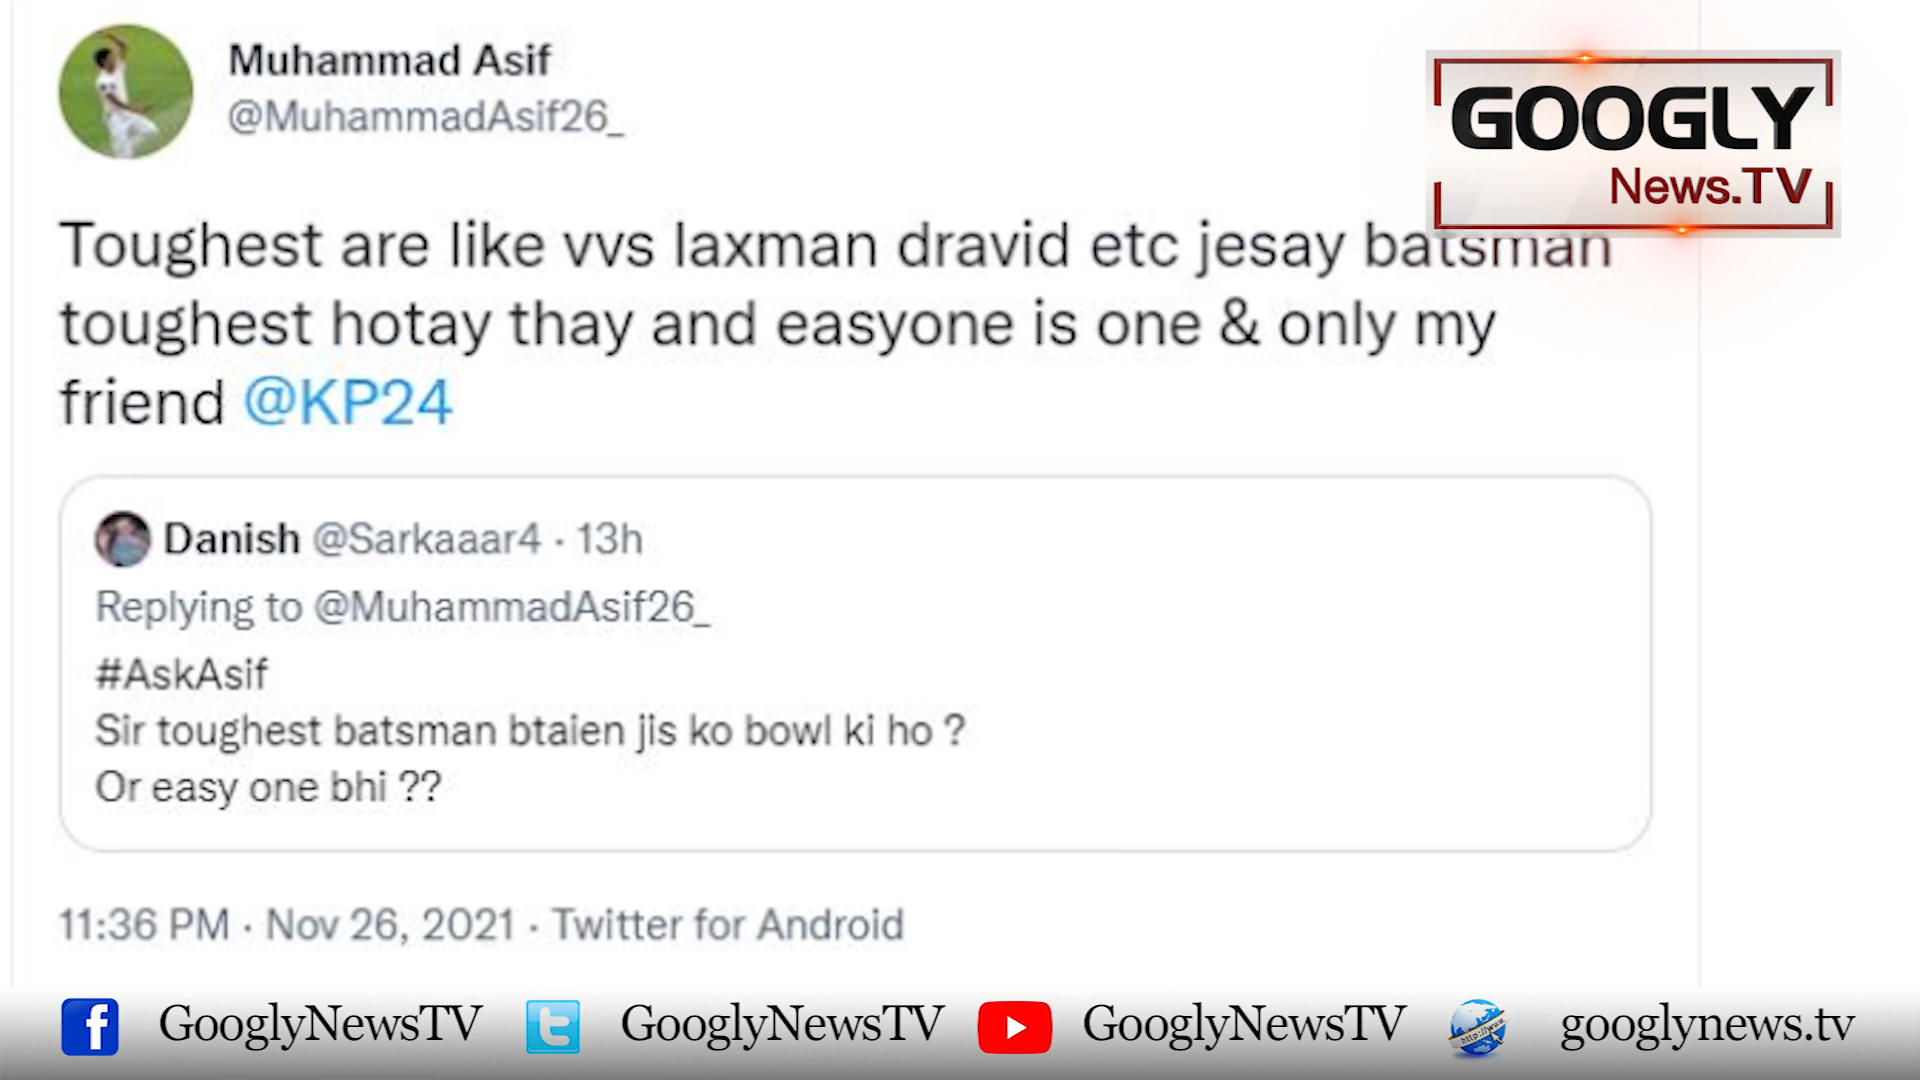 Muhammad Asif
@MuhammadAsif26_
GOOGLY
News.TV
Toughest are like vvs laxman dravid etc jesay batsman
toughest hotay thay and easyone is one & only my
friend @KP24
Danish @Sarkaaar4 · 13h
Replying to @MuhammadAsif26_
#AskAsif
Sir toughest batsman btaien jis ko bowl ki ho ?
Or easy one bhi ??
11:36 PM · Nov 26, 2021 · Twitter for Android
GooglyNewsTV GooglyNewsTV GooglyNewsTV http://www. googlynews.tv